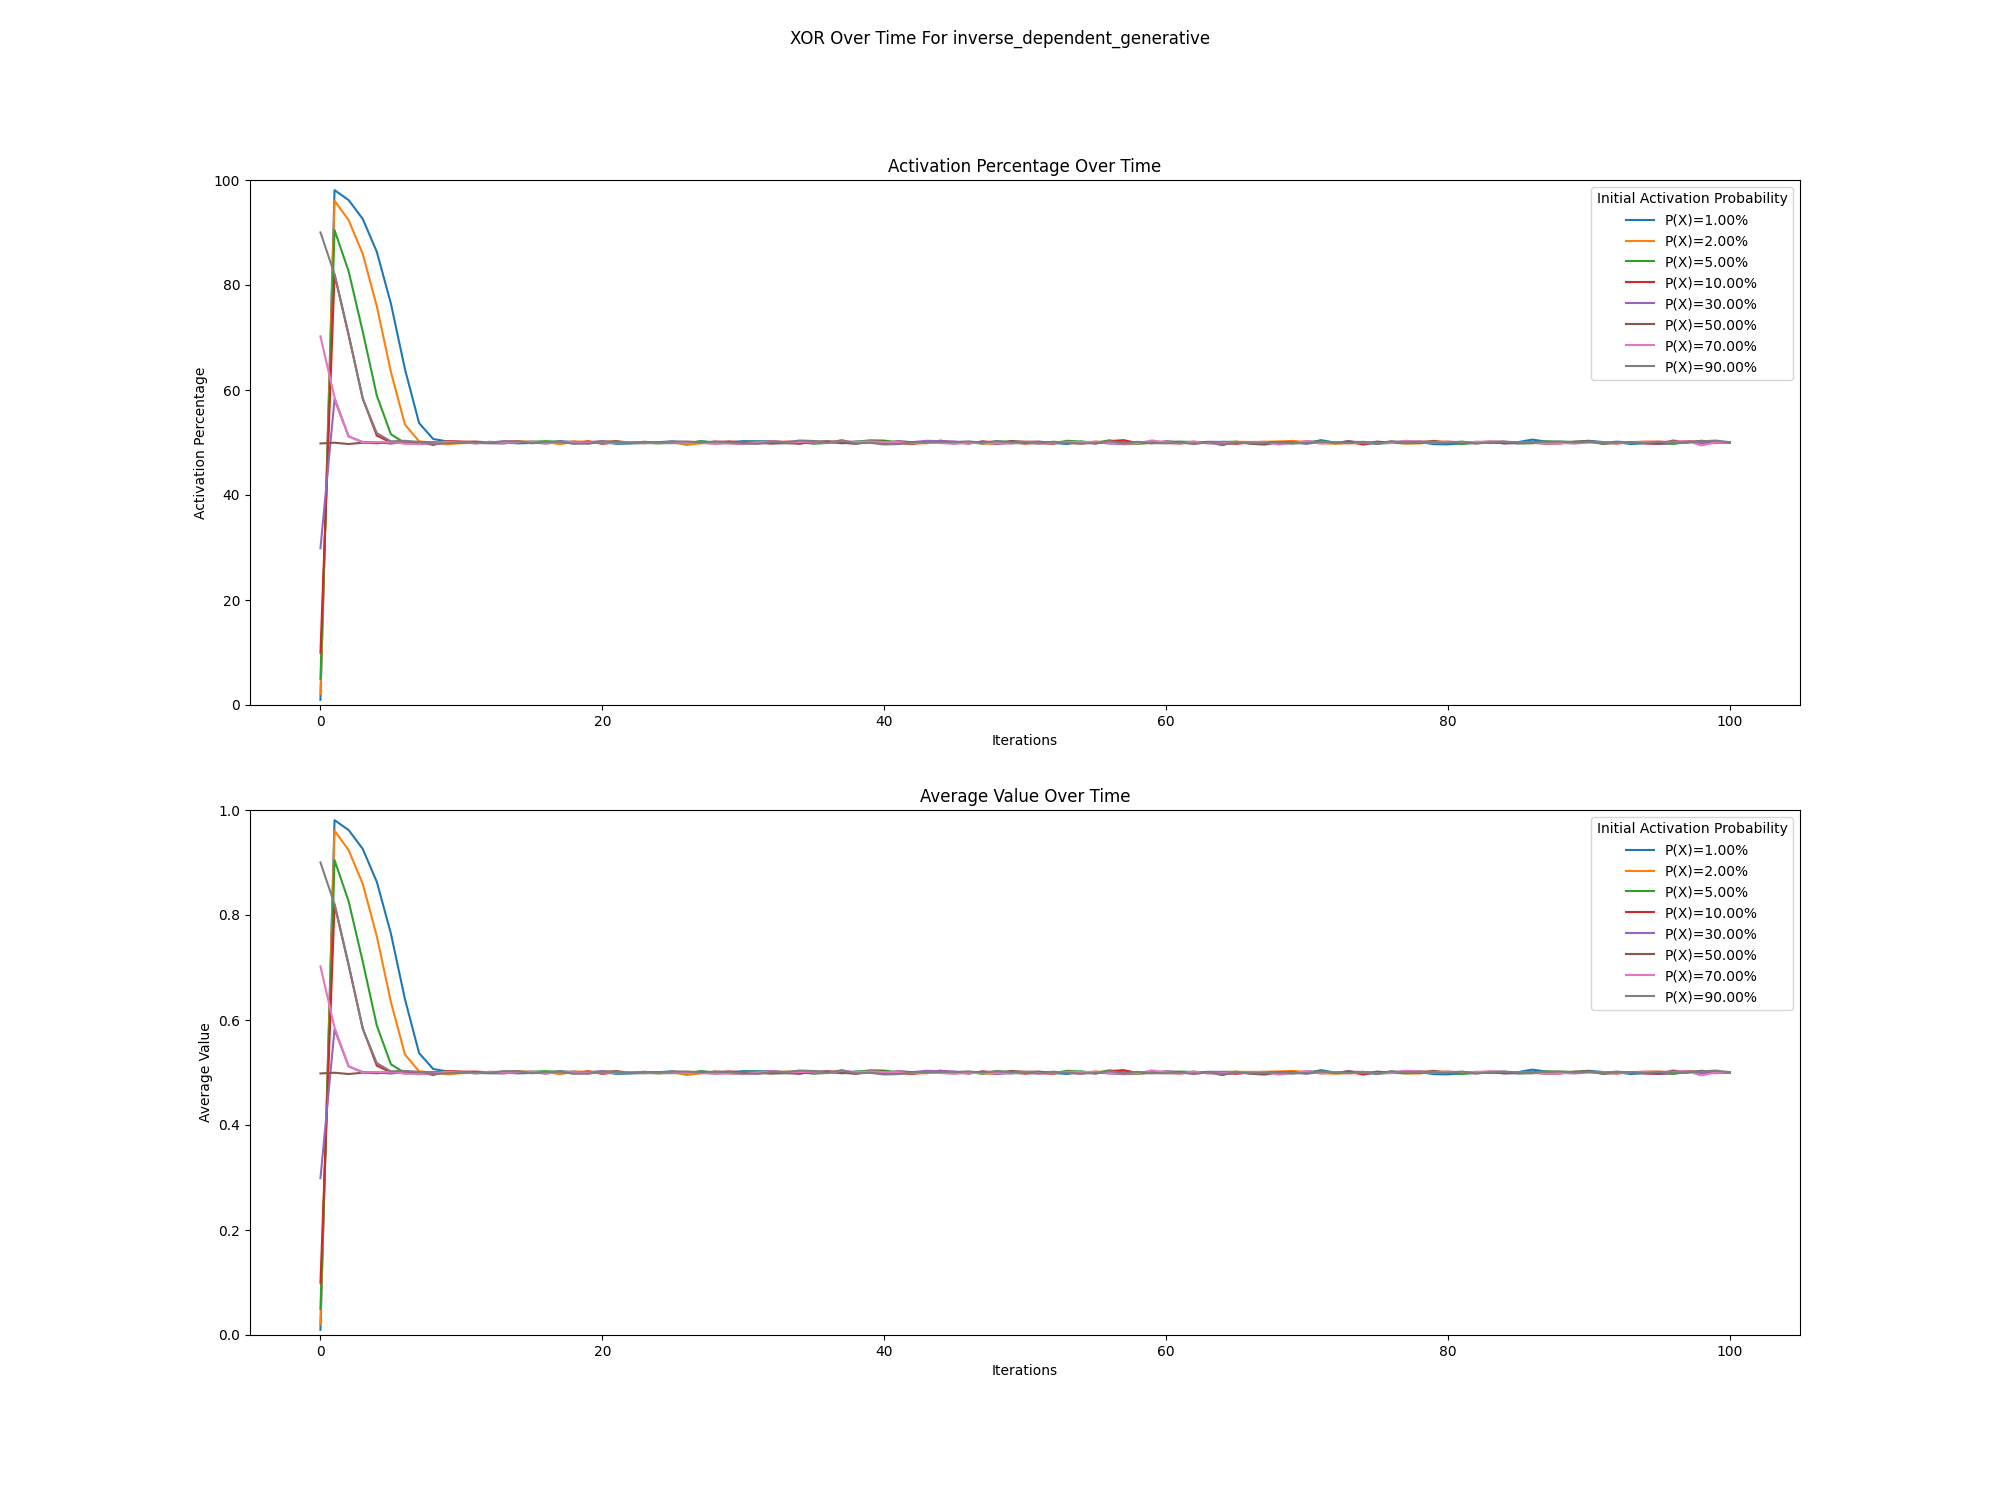 XOR Over Time For inverse_dependent_generative
Activation Percentage Over Time
Activation Percentage
100
80
60
40
20
0
Initial Activation Probability
P(X)=1.00%
P(X)=2.00%
P(X)=5.00%
P(X)=10.00%
P(X)=30.00%
P(X)=50.00%
P(X)=70.00%
P(X)=90.00%
0 20 40 60 80 100
Iterations
Average Value Over Time
Average Value
1.0
0.8
0.6
0.4
0.2
0.0
Initial Activation Probability
P(X)=1.00%
P(X)=2.00%
P(X)=5.00%
P(X)=10.00%
P(X)=30.00%
P(X)=50.00%
P(X)=70.00%
P(X)=90.00%
0 20 40 60 80 100
Iterations